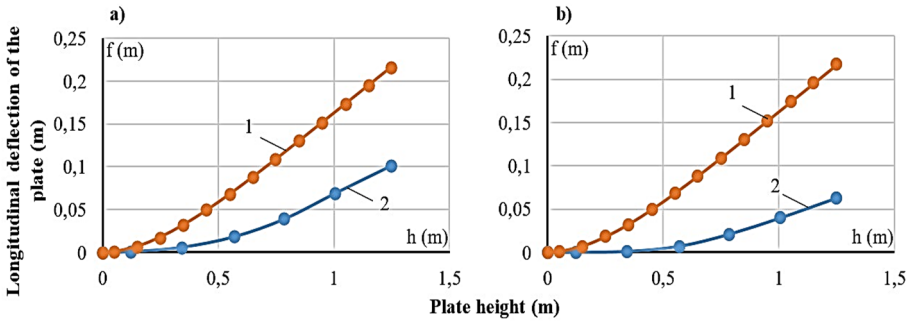 a)
b)
Longitudinal deflection of the
plate (m)
0,25
0,2
0,15
0,1
0,05
0
f (m)
1
2
h (m)
0
0,5
1
1,5
0,25
0,2
0,15
0,1
0,05
0
f (m)
1
2
h (m)
0
0,5
1
1,5
Plate height (m)